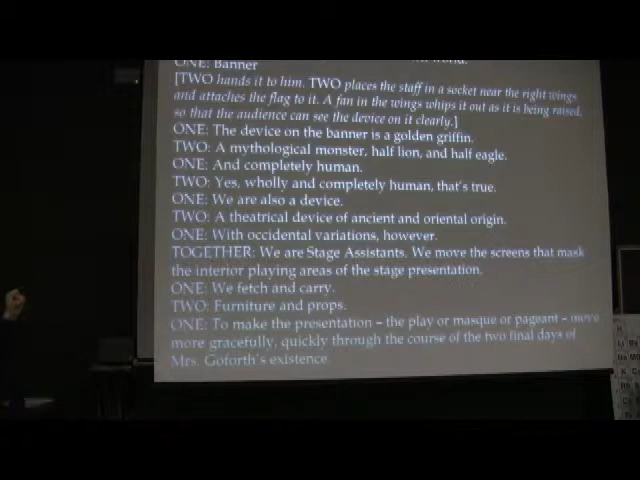 ONE: Banner world.
[TWO hands it to him. TWO places the staff in a socket near the right wings
and attaches the flag to it. A fan in the wings whips it out as it is being raised,
so that the audience can see the device on it clearly.]
ONE: The device on the banner is a golden griffin.
TWO: A mythological monster, half lion, and half eagle.
ONE: And completely human.
TWO: Yes, wholly and completely human, that's true.
ONE: We are also a device.
TWO: A theatrical device of ancient and oriental origin.
ONE: With occidental variations, however.
TOGETHER: We are Stage Assistants. We move the screens that mask
the interior playing areas of the stage presentation.
ONE: We fetch and carry.
TWO: Furniture and props.
ONE: To make the presentation – the play or masque or pageant – move
more gracefully, quickly through the course of the two final days of
Mrs. Goforth's existence.